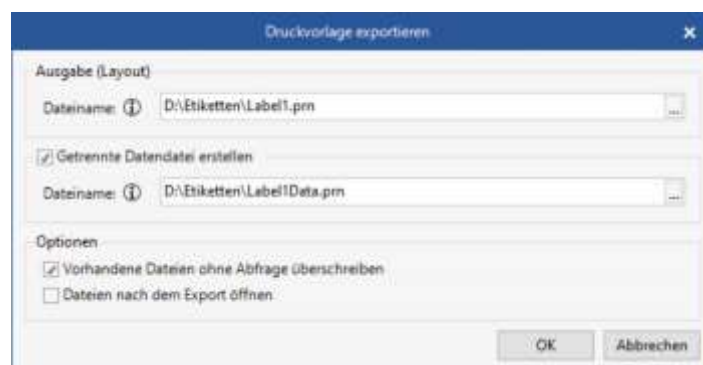 Druckvorlage exportieren
Ausgabe (Layout)
Dateiname: D:\Etiketten\Label1.prn ...
Getrennte Datendatei erstellen
Dateiname: D:\Etiketten\Label1Data.prn ...
Optionen
Vorhandene Dateien ohne Abfrage überschreiben
Dateien nach dem Export öffnen
OK Abbrechen